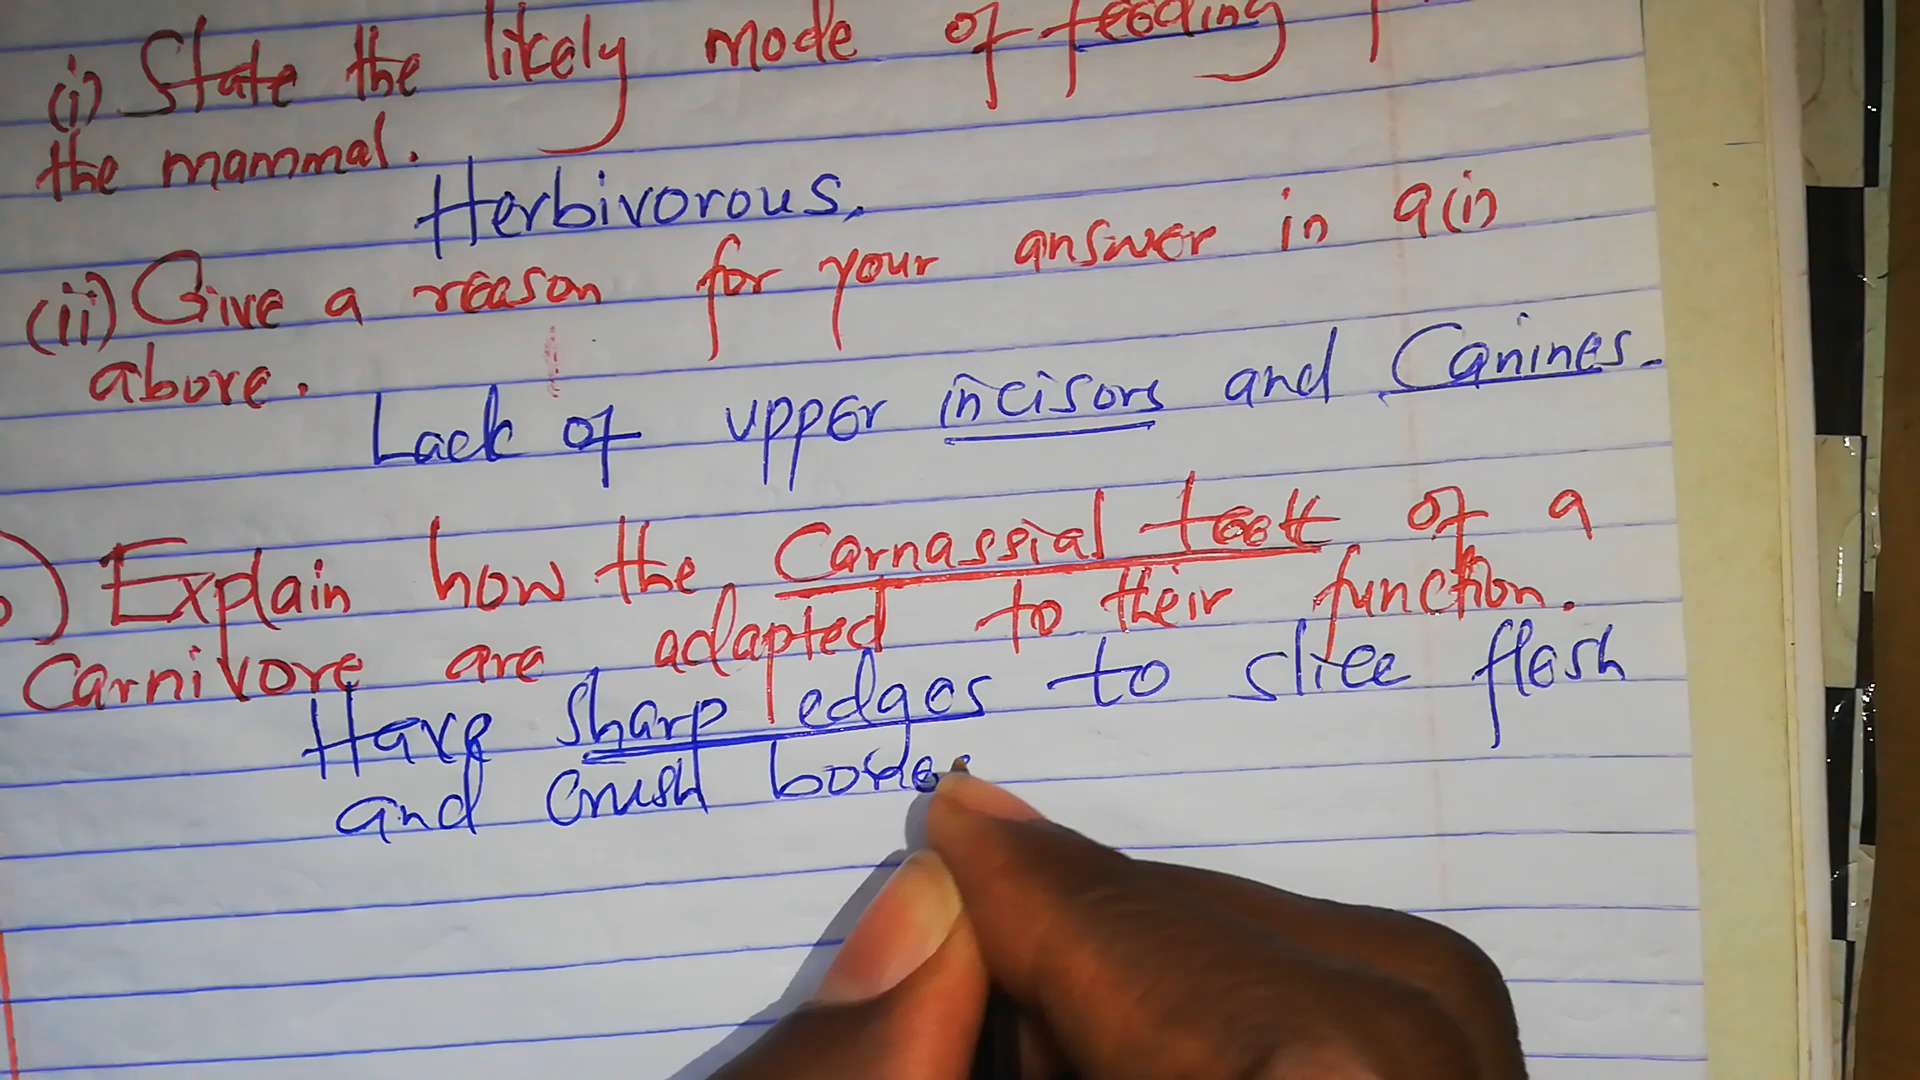 (i) State the likely mode of feeding
the mammal.
Herbivorous.
(ii) Give a reason for your answer in a(i)
above.
Lack of upper incisors and Canines.
) Explain how the Carnassial teeth of a
Carnivore are adapted to their function.
Have sharp edges to slice flesh
and crush bones